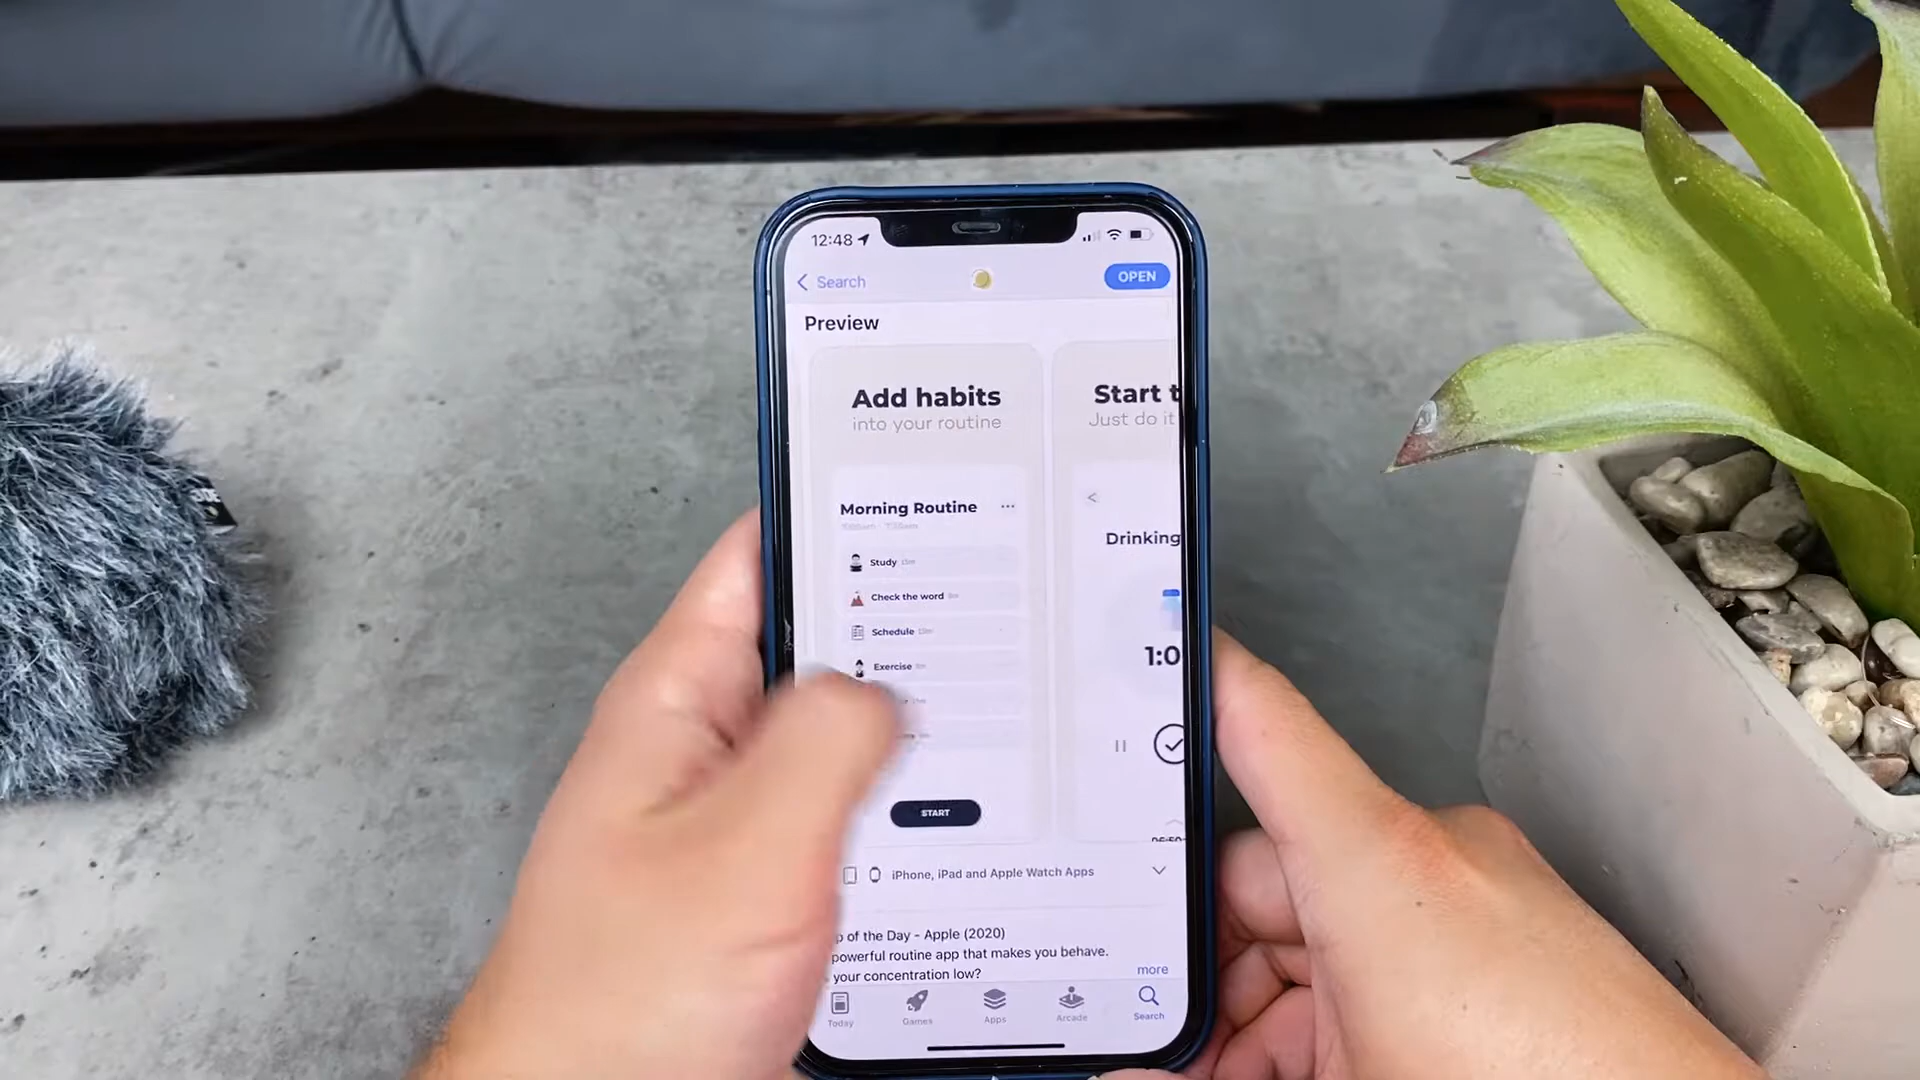 12:48
Search
OPEN
Preview
Add habits
into your routine
Start t
Just do it
Morning Routine
Study 15m
Check the word
Schedule
Exercise
START
Drinking
1:0
iPhone, iPad and Apple Watch Apps
p of the Day - Apple (2020)
powerful routine app that makes you behave.
your concentration low?
more
Today
Games
Apps
Arcade
Search